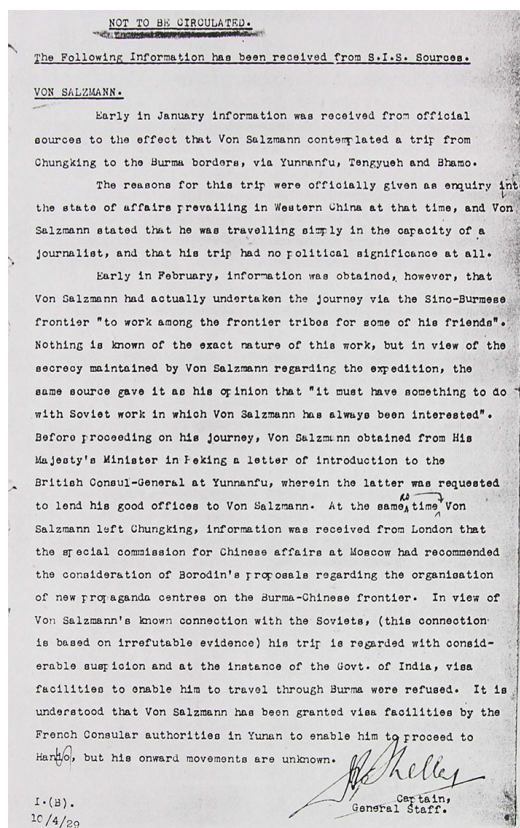 NOT TO BE CIRCULATED.
The Following Information has been received from S.I.S. Sources.
VON SALZMANN.
Early in January information was received from official
sources to the effect that Von Salzmann contemplated a trip from
Chungking to the Burma borders, via Yunnanfu, Tengyueh and Bhamo.
The reasons for this trip were officially given as enquiry int
the state of affairs prevailing in Western China at that time, and Von
Salzmann stated that he was travelling simply in the capacity of a
journalist, and that his trip had no political significance at all.
Early in February, information was obtained, however, that
Von Salzmann had actually undertaken the journey via the Sino-Burmese
frontier "to work among the frontier tribes for some of his friends".
Nothing is known of the exact nature of this work, but in view of the
secrecy maintained by Von Salzmann regarding the expedition, the
same source gave it as his opinion that "it must have something to do
with Soviet work in which Von Salzmann has always been interested".
Before proceeding on his journey, Von Salzmann obtained from His
Majesty's Minister in Peking a letter of introduction to the
British Consul-General at Yunnanfu, wherein the latter was requested
to lend his good offices to Von Salzmann. At the same as time Von
Salzmann left Chungking, information was received from London that
the special commission for Chinese affairs at Moscow had recommended
the consideration of Borodin's proposals regarding the organisation
of new propaganda centres on the Burma-Chinese frontier. In view of
Von Salzmann's known connection with the Soviets, (this connection
is based on irrefutable evidence) his trip is regarded with consid-
erable suspicion and at the instance of the Govt. of India, visa
facilities to enable him to travel through Burma were refused. It is
understood that Von Salzmann has been granted visa facilities by the
French Consular authorities in Yunan to enable him to proceed to
Hanoi, but his onward movements are unknown.
Captain,
General Staff.
I.(B).
10/4/29